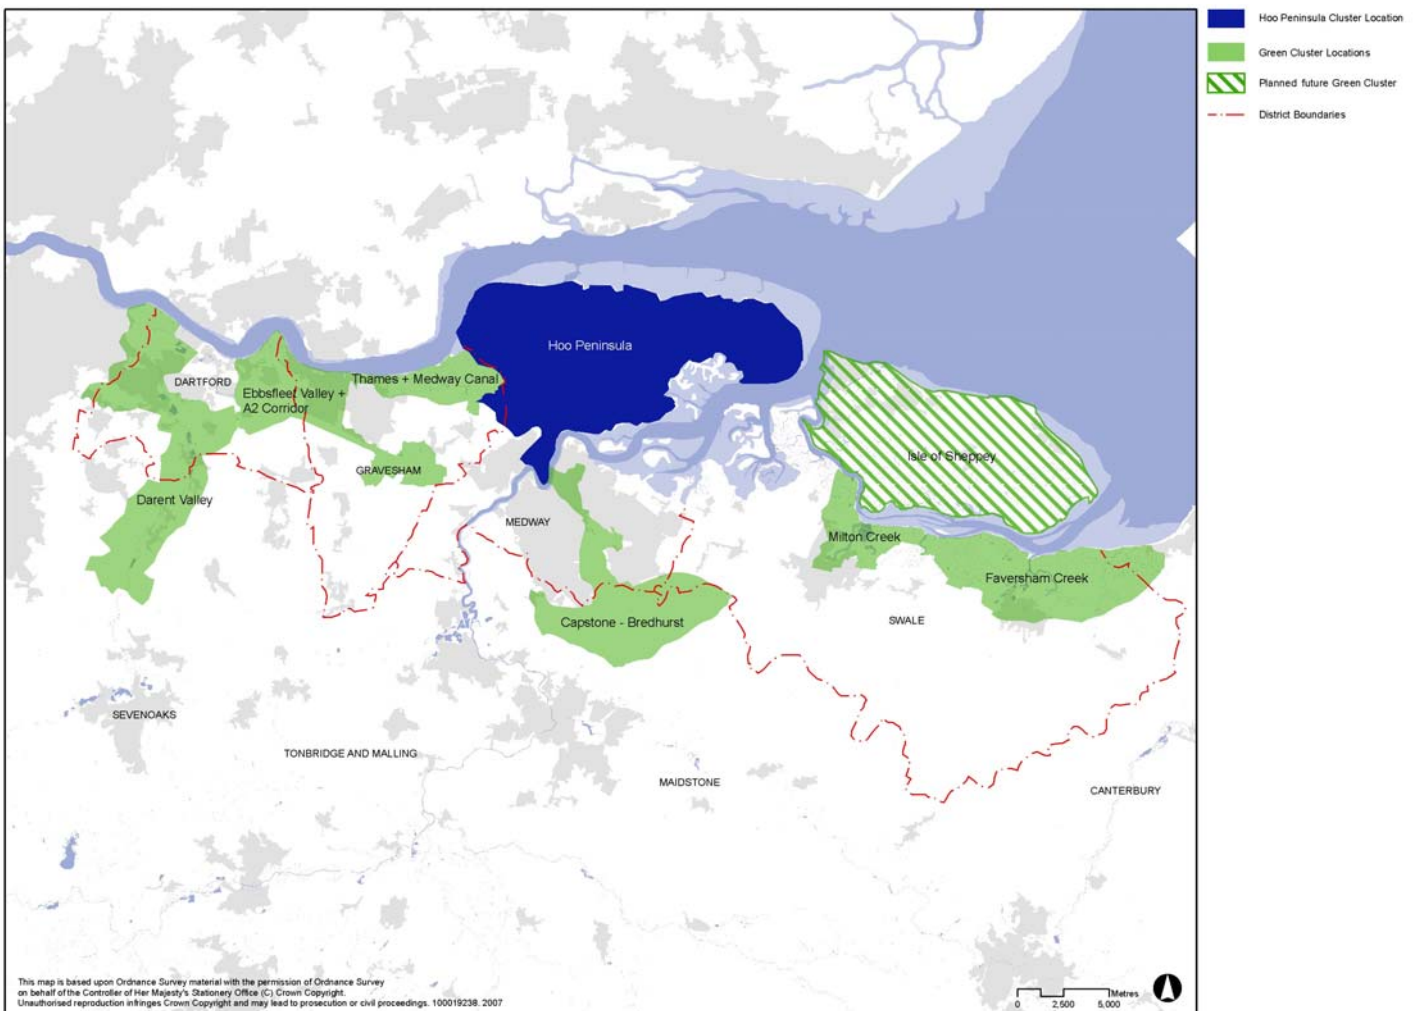 Hoo Peninsula Cluster Location
Green Cluster Locations
Planned future Green Cluster
District Boundaries
Hoo Peninsula
DARTFORD
Thames + Medway Canal
Ebbsfleet Valley +
A2 Corridor
GRAVESHAM
Isle of Sheppey
Darent Valley
MEDWAY
Milton Creek
Faversham Creek
Capstone - Bredhurst
SWALE
SEVENOAKS
TONBRIDGE AND MALLING
MAIDSTONE
CANTERBURY
This map is based upon Ordnance Survey material with the permission of Ordnance Survey
on behalf of the Controller of Her Majesty's Stationery Office (C) Crown Copyright.
Unauthorised reproduction infringes Crown Copyright and may lead to prosecution or civil proceedings. 100019238. 2007
Metres
0 2,500 5,000